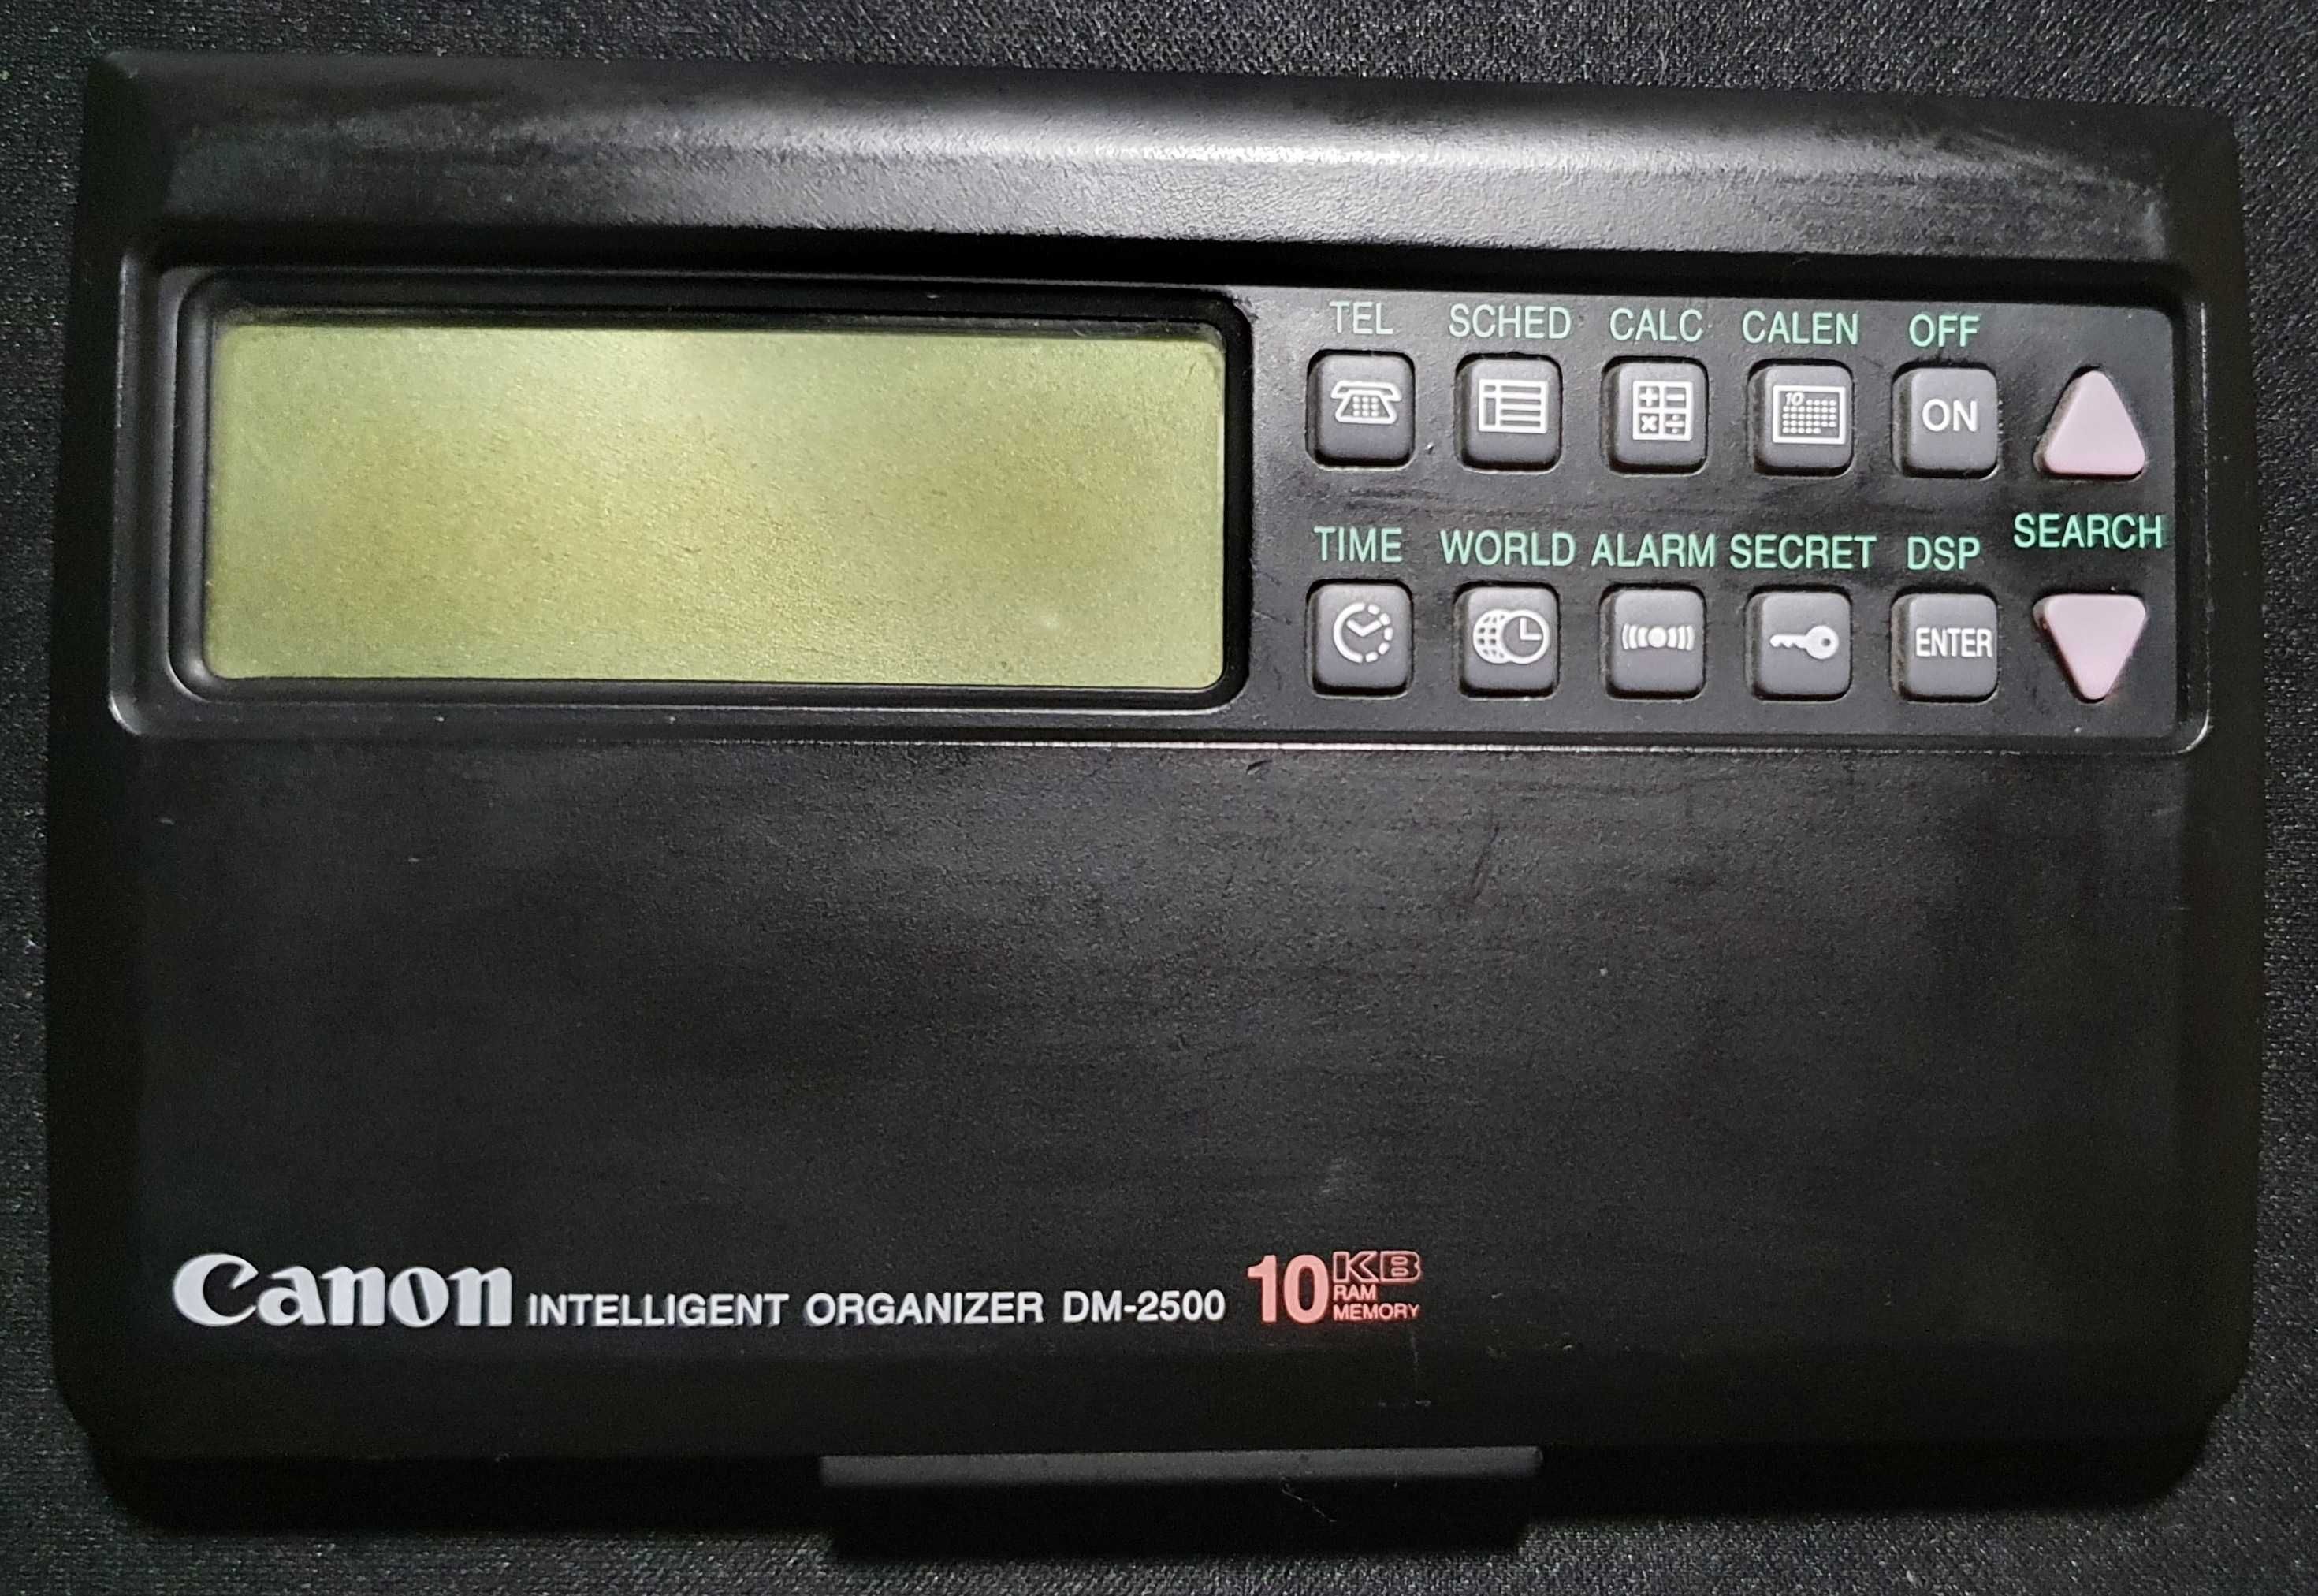 TEL SCHED CALC CALEN OFF
10
ON
SEARCH
TIME WORLD ALARM SECRET DSP
ENTER
Canon INTELLIGENT ORGANIZER DM-2500 10 KB
RAM
MEMORY